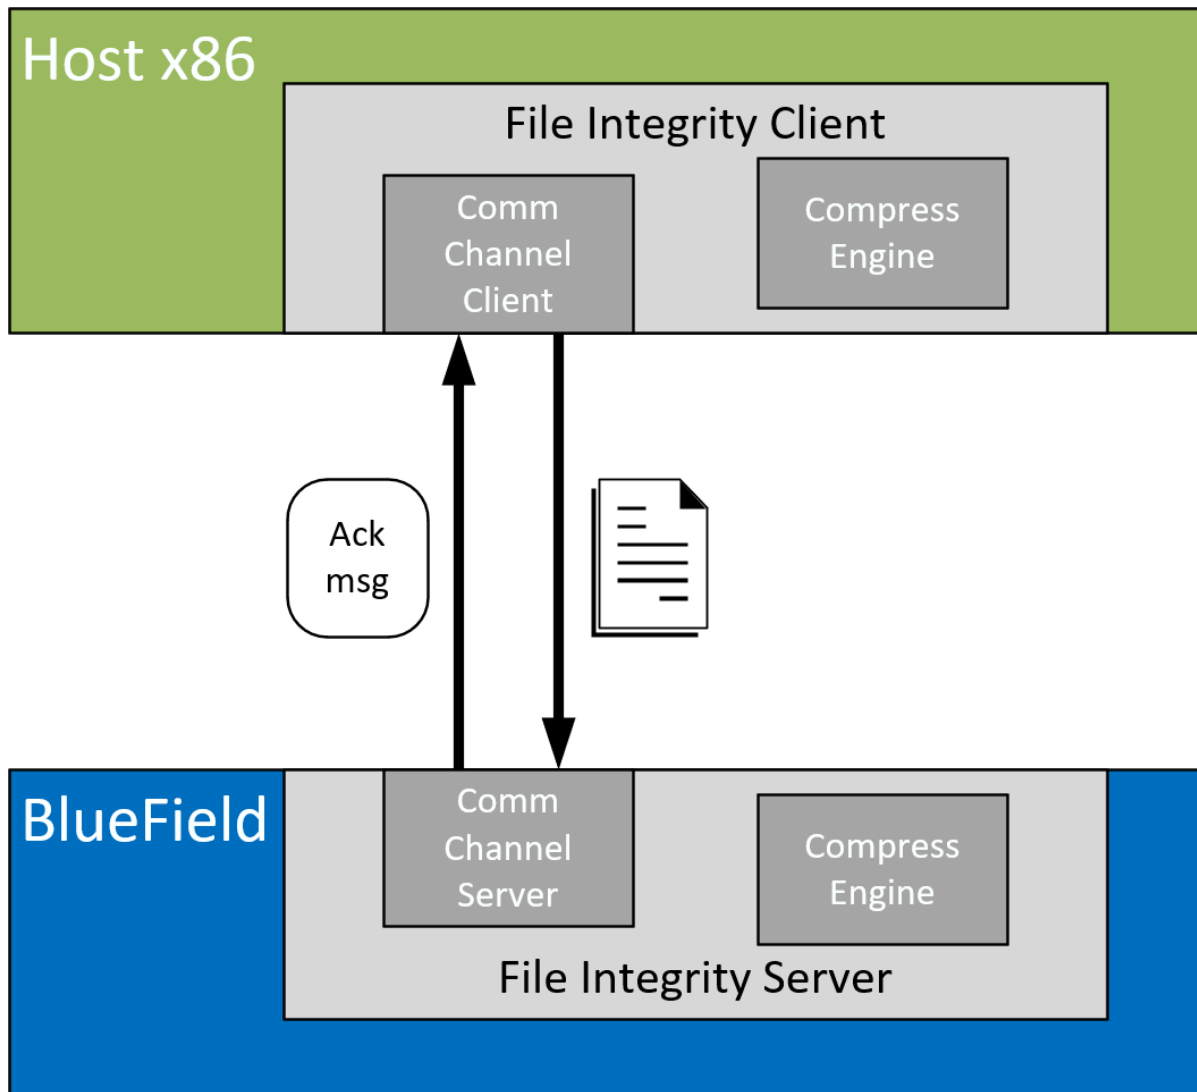 Host x86
File Integrity Client
Comm
Channel
Client
Compress
Engine
Ack
msg
BlueField
Comm
Channel
Server
Compress
Engine
File Integrity Server